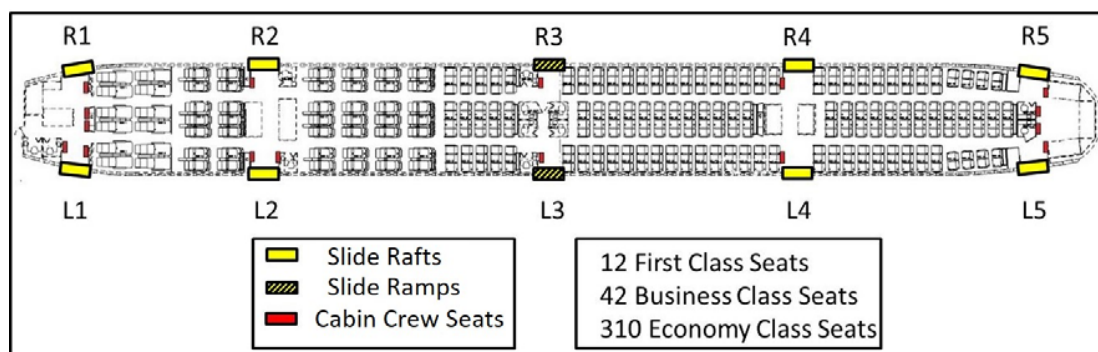 R1 R2 R3 R4 R5
L1 L2 L3 L4 L5
Slide Rafts
Slide Ramps
Cabin Crew Seats
12 First Class Seats
42 Business Class Seats
310 Economy Class Seats